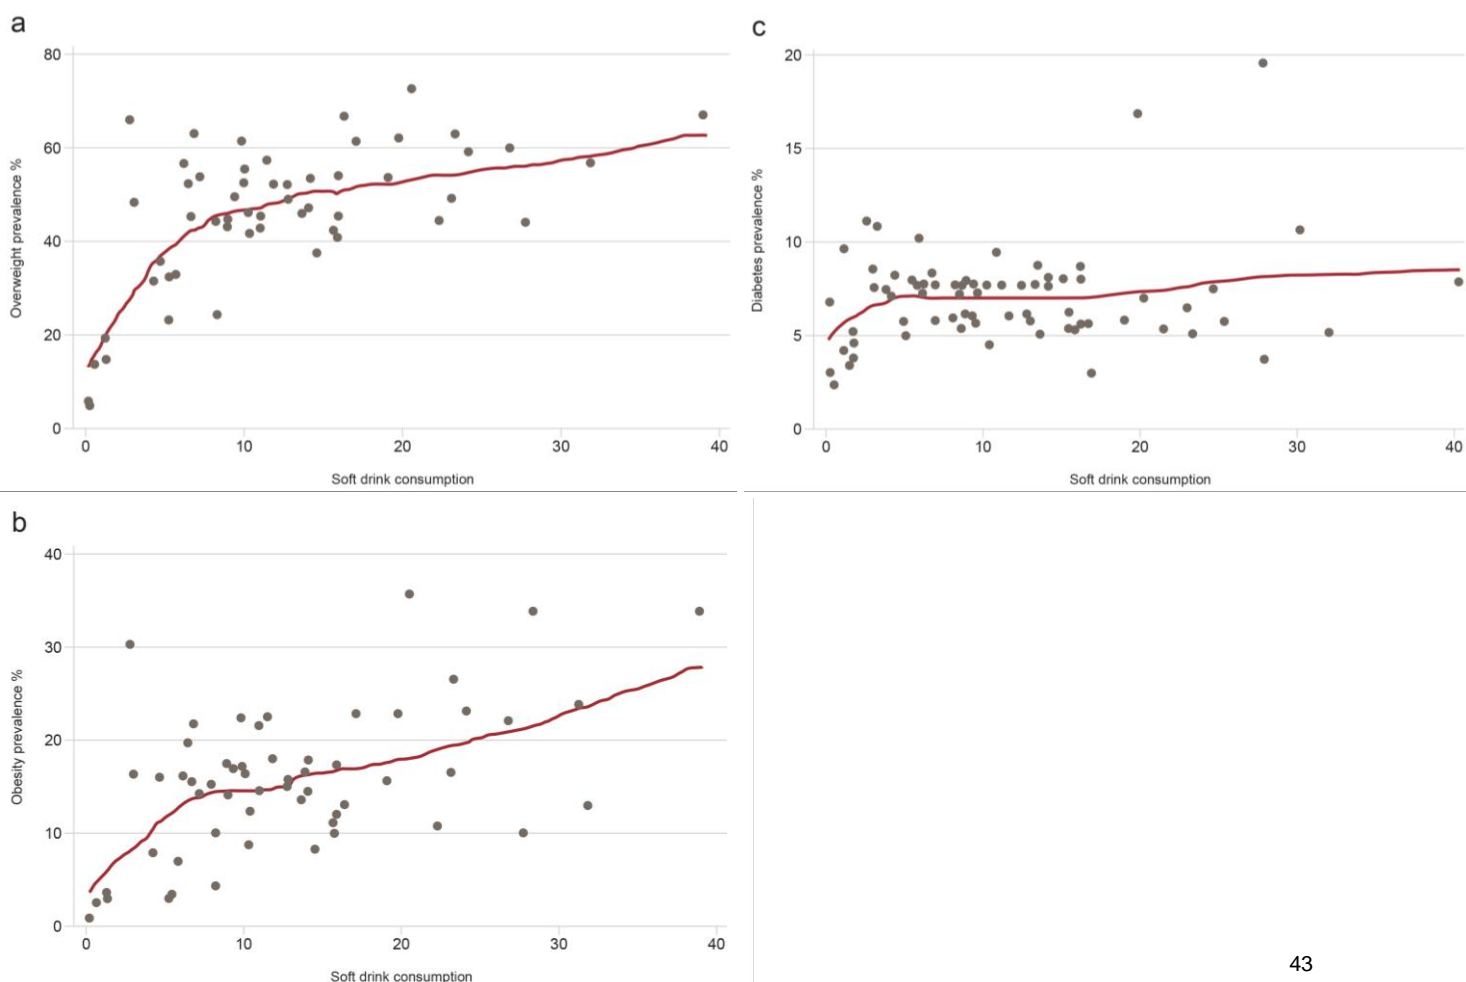 a
80
60
40
20
0
Overweight prevalence %
0 10 20 30 40
Soft drink consumption
c
20
15
10
5
0
Diabetes prevalence %
0 10 20 30 40
Soft drink consumption
b
40
30
20
10
0
Obesity prevalence %
0 10 20 30 40
Soft drink consumption
43